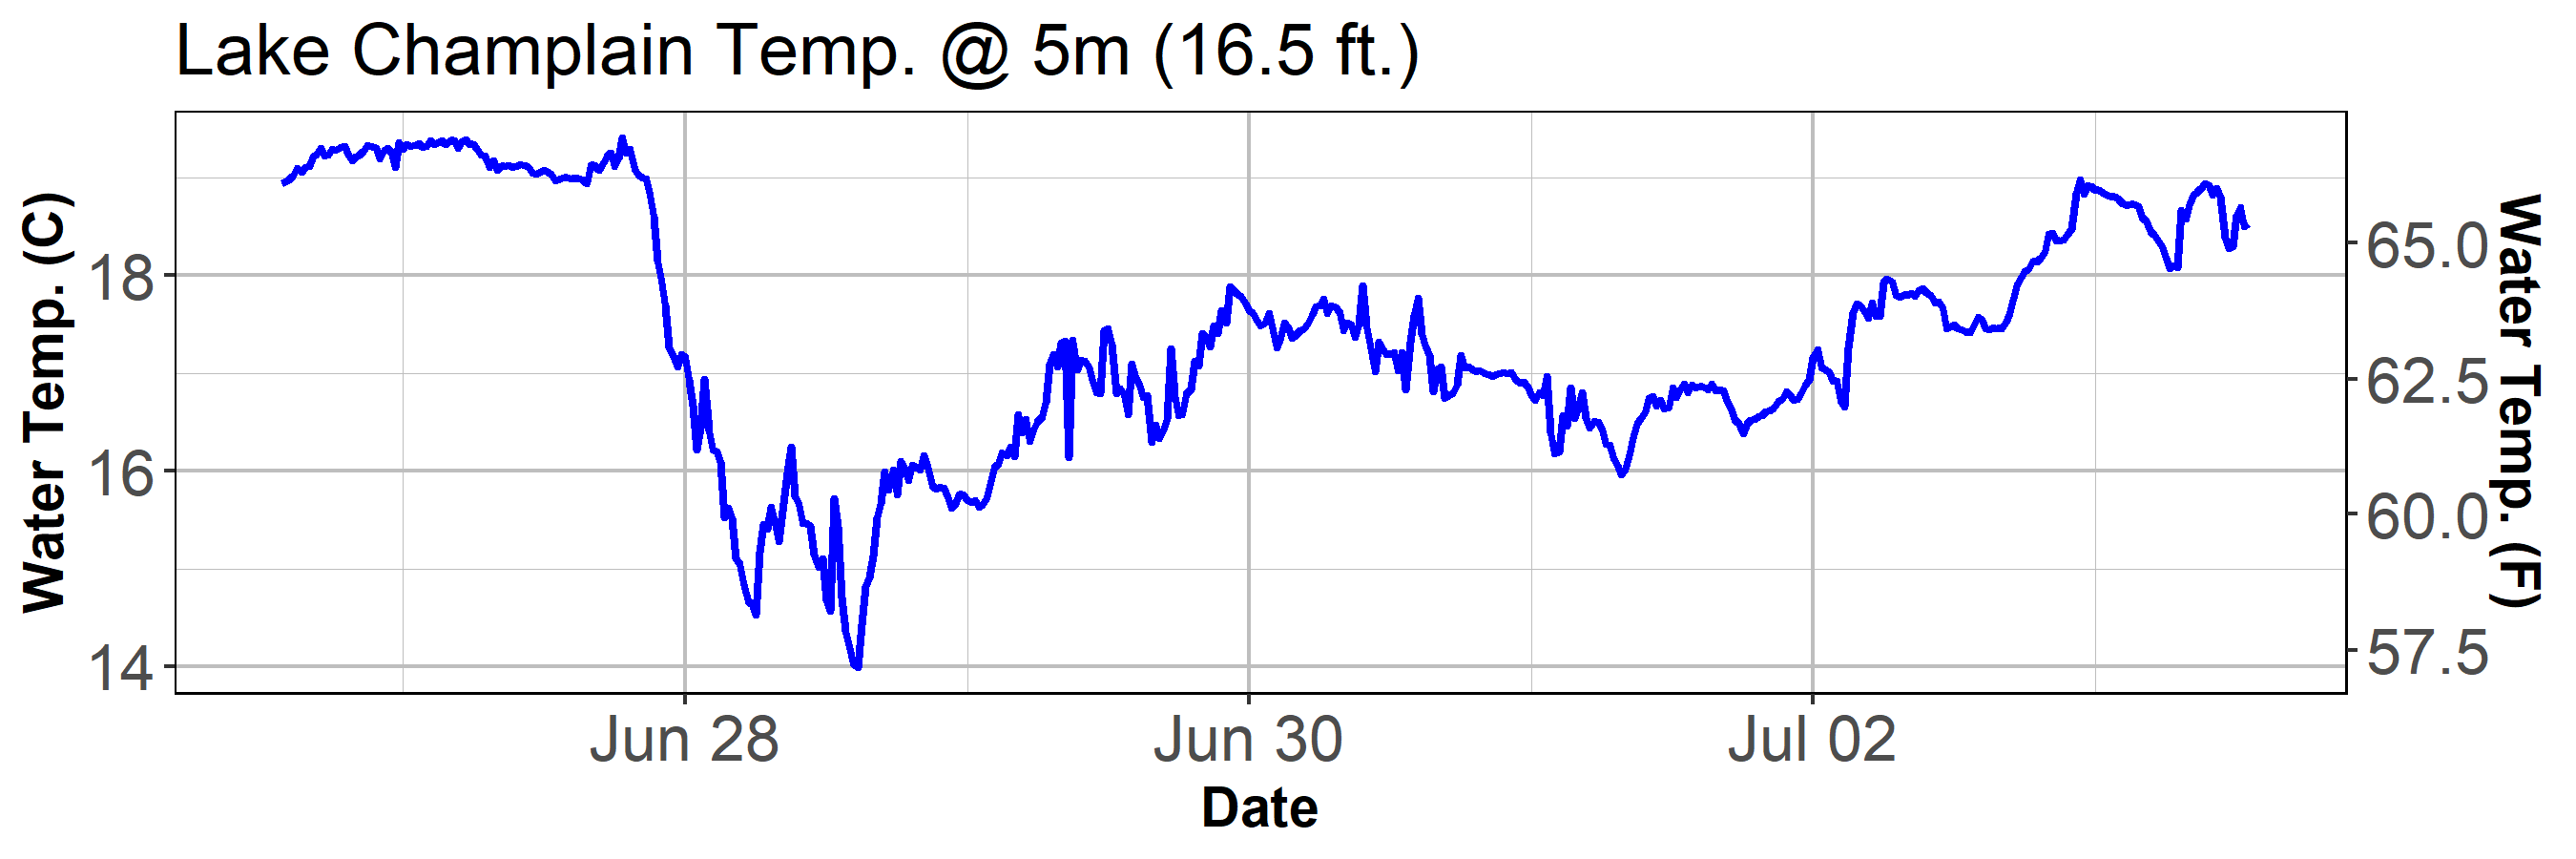 Lake Champlain Temp. @ 5m (16.5 ft.)
Water Temp. (C)
18
16
14
65.0
62.5
60.0
57.5
Water Temp. (F)
Jun 28
Jun 30
Jul 02
Date